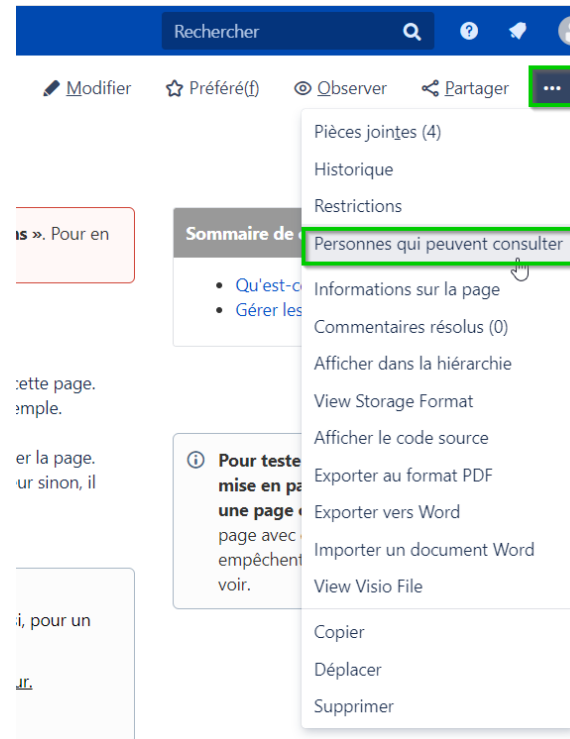 Rechercher
Modifier
Préféré(f)
Observer
Partager
Pièces jointes (4)
Historique
Restrictions
Personnes qui peuvent consulter
Informations sur la page
Commentaires résolus (0)
Afficher dans la hiérarchie
View Storage Format
Afficher le code source
Exporter au format PDF
Exporter vers Word
Importer un document Word
View Visio File
Copier
Déplacer
Supprimer
». Pour en
Sommaire de
Qu'est-c
Gérer les
cette page.
emple.
er la page.
ur sinon, il
Pour teste
mise en pa
une page
page avec
empêchent
voir.
si, pour un
ur.